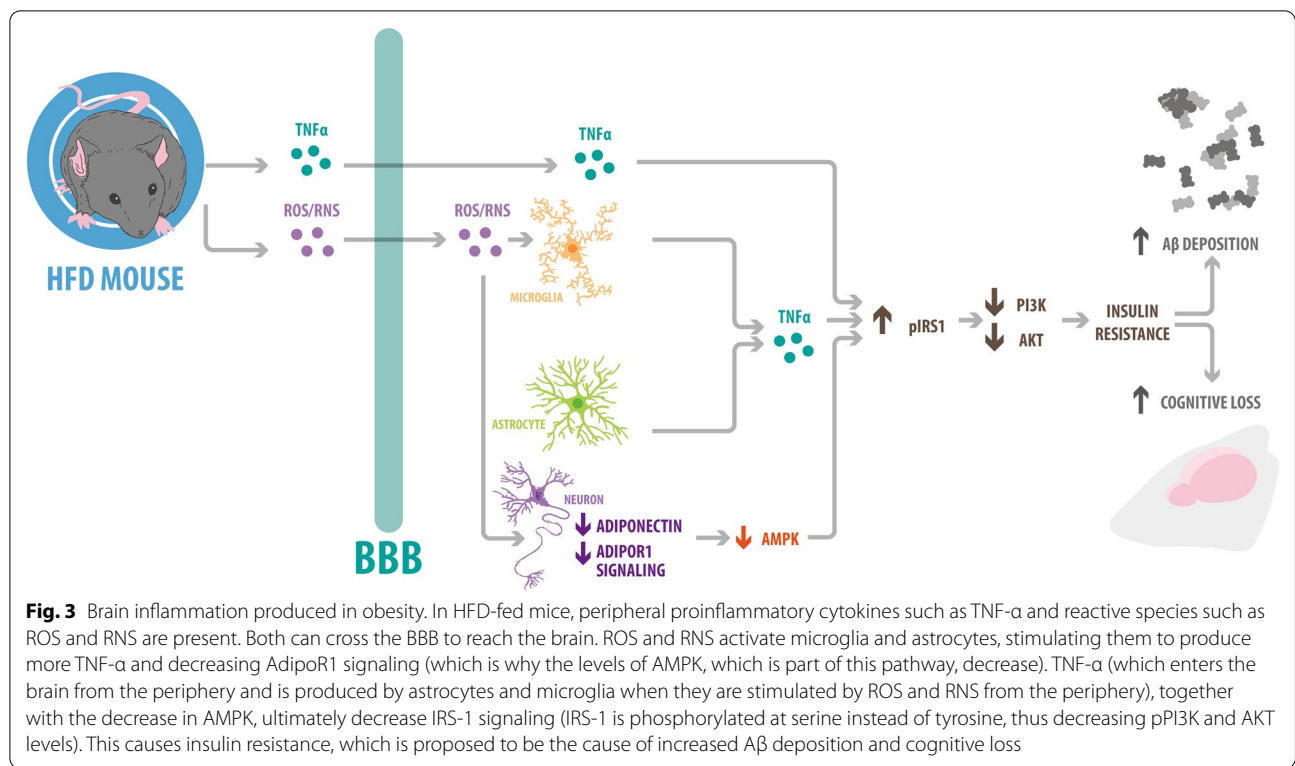 TNFα
TNFα
ROS/RNS
ROS/RNS
HFD MOUSE
MICROGLIA
Aβ DEPOSITION
TNFα
pIRS1
PI3K
AKT
INSULIN
RESISTANCE
COGNITIVE LOSS
ASTROCYTE
NEURON
ADIPONECTIN
ADIPOR1
SIGNALING
AMPK
BBB
Fig. 3 Brain inflammation produced in obesity. In HFD-fed mice, peripheral proinflammatory cytokines such as TNF-α and reactive species such as
ROS and RNS are present. Both can cross the BBB to reach the brain. ROS and RNS activate microglia and astrocytes, stimulating them to produce
more TNF-α and decreasing AdipoR1 signaling (which is why the levels of AMPK, which is part of this pathway, decrease). TNF-α (which enters the
brain from the periphery and is produced by astrocytes and microglia when they are stimulated by ROS and RNS from the periphery), together
with the decrease in AMPK, ultimately decrease IRS-1 signaling (IRS-1 is phosphorylated at serine instead of tyrosine, thus decreasing pPI3K and AKT
levels). This causes insulin resistance, which is proposed to be the cause of increased Aβ deposition and cognitive loss